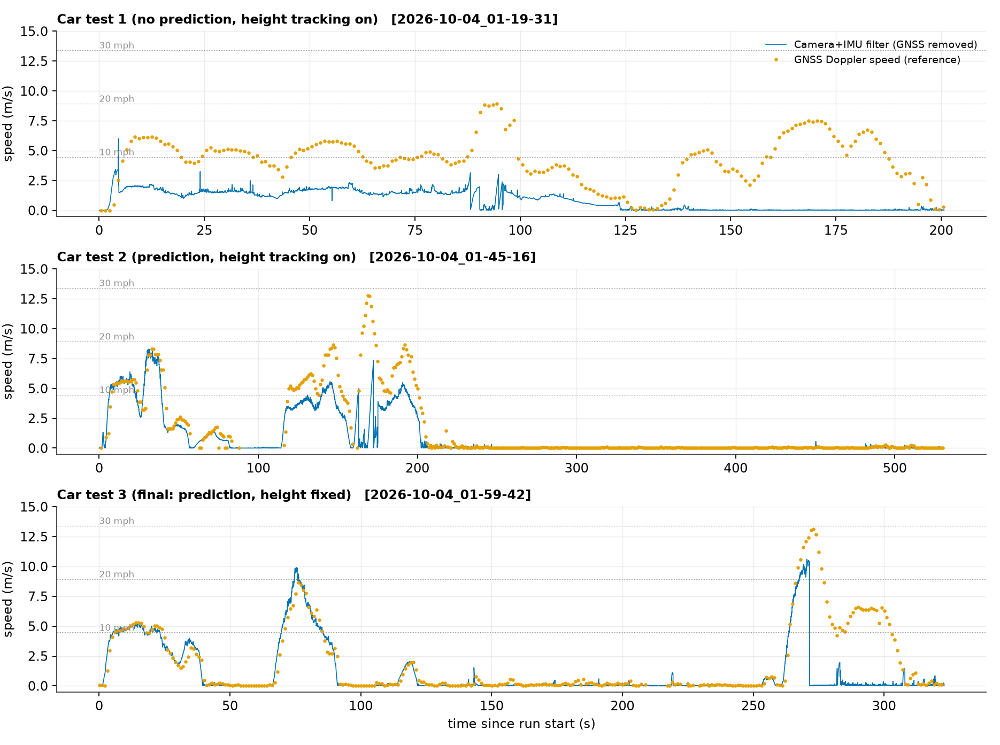 Car test 1 (no prediction, height tracking on)   [2026-10-04_01-19-31]
15.0
30 mph
Camera+IMU filter (GNSS removed)
12.5
GNSS Doppler speed (reference)
10.0
20 mph
7.5
5.0
10 mph
2.5
0.0
speed (m/s)
0 25 50 75 100 125 150 175 200
Car test 2 (prediction, height tracking on)   [2026-10-04_01-45-16]
15.0
30 mph
12.5
10.0
20 mph
7.5
5.0
10 mph
2.5
0.0
speed (m/s)
0 100 200 300 400 500
Car test 3 (final: prediction, height fixed)   [2026-10-04_01-59-42]
15.0
30 mph
12.5
10.0
20 mph
7.5
5.0
10 mph
2.5
0.0
speed (m/s)
0 50 100 150 200 250 300
time since run start (s)